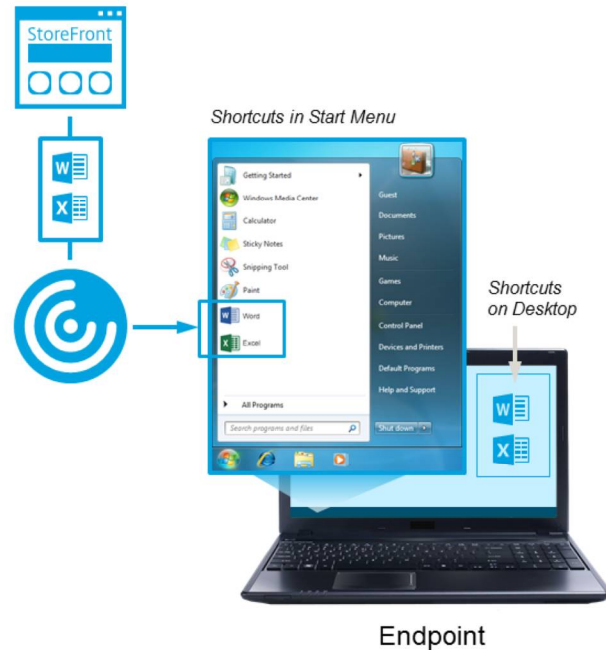 StoreFront
W
X
Shortcuts in Start Menu
Getting Started
Windows Media Center
Calculator
Sticky Notes
Snipping Tool
Paint
W Word
X Excel
All Programs
Search programs and files
Guest
Documents
Pictures
Music
Games
Computer
Control Panel
Devices and Printers
Default Programs
Help and Support
Shut down
Shortcuts
on Desktop
W
X
Endpoint